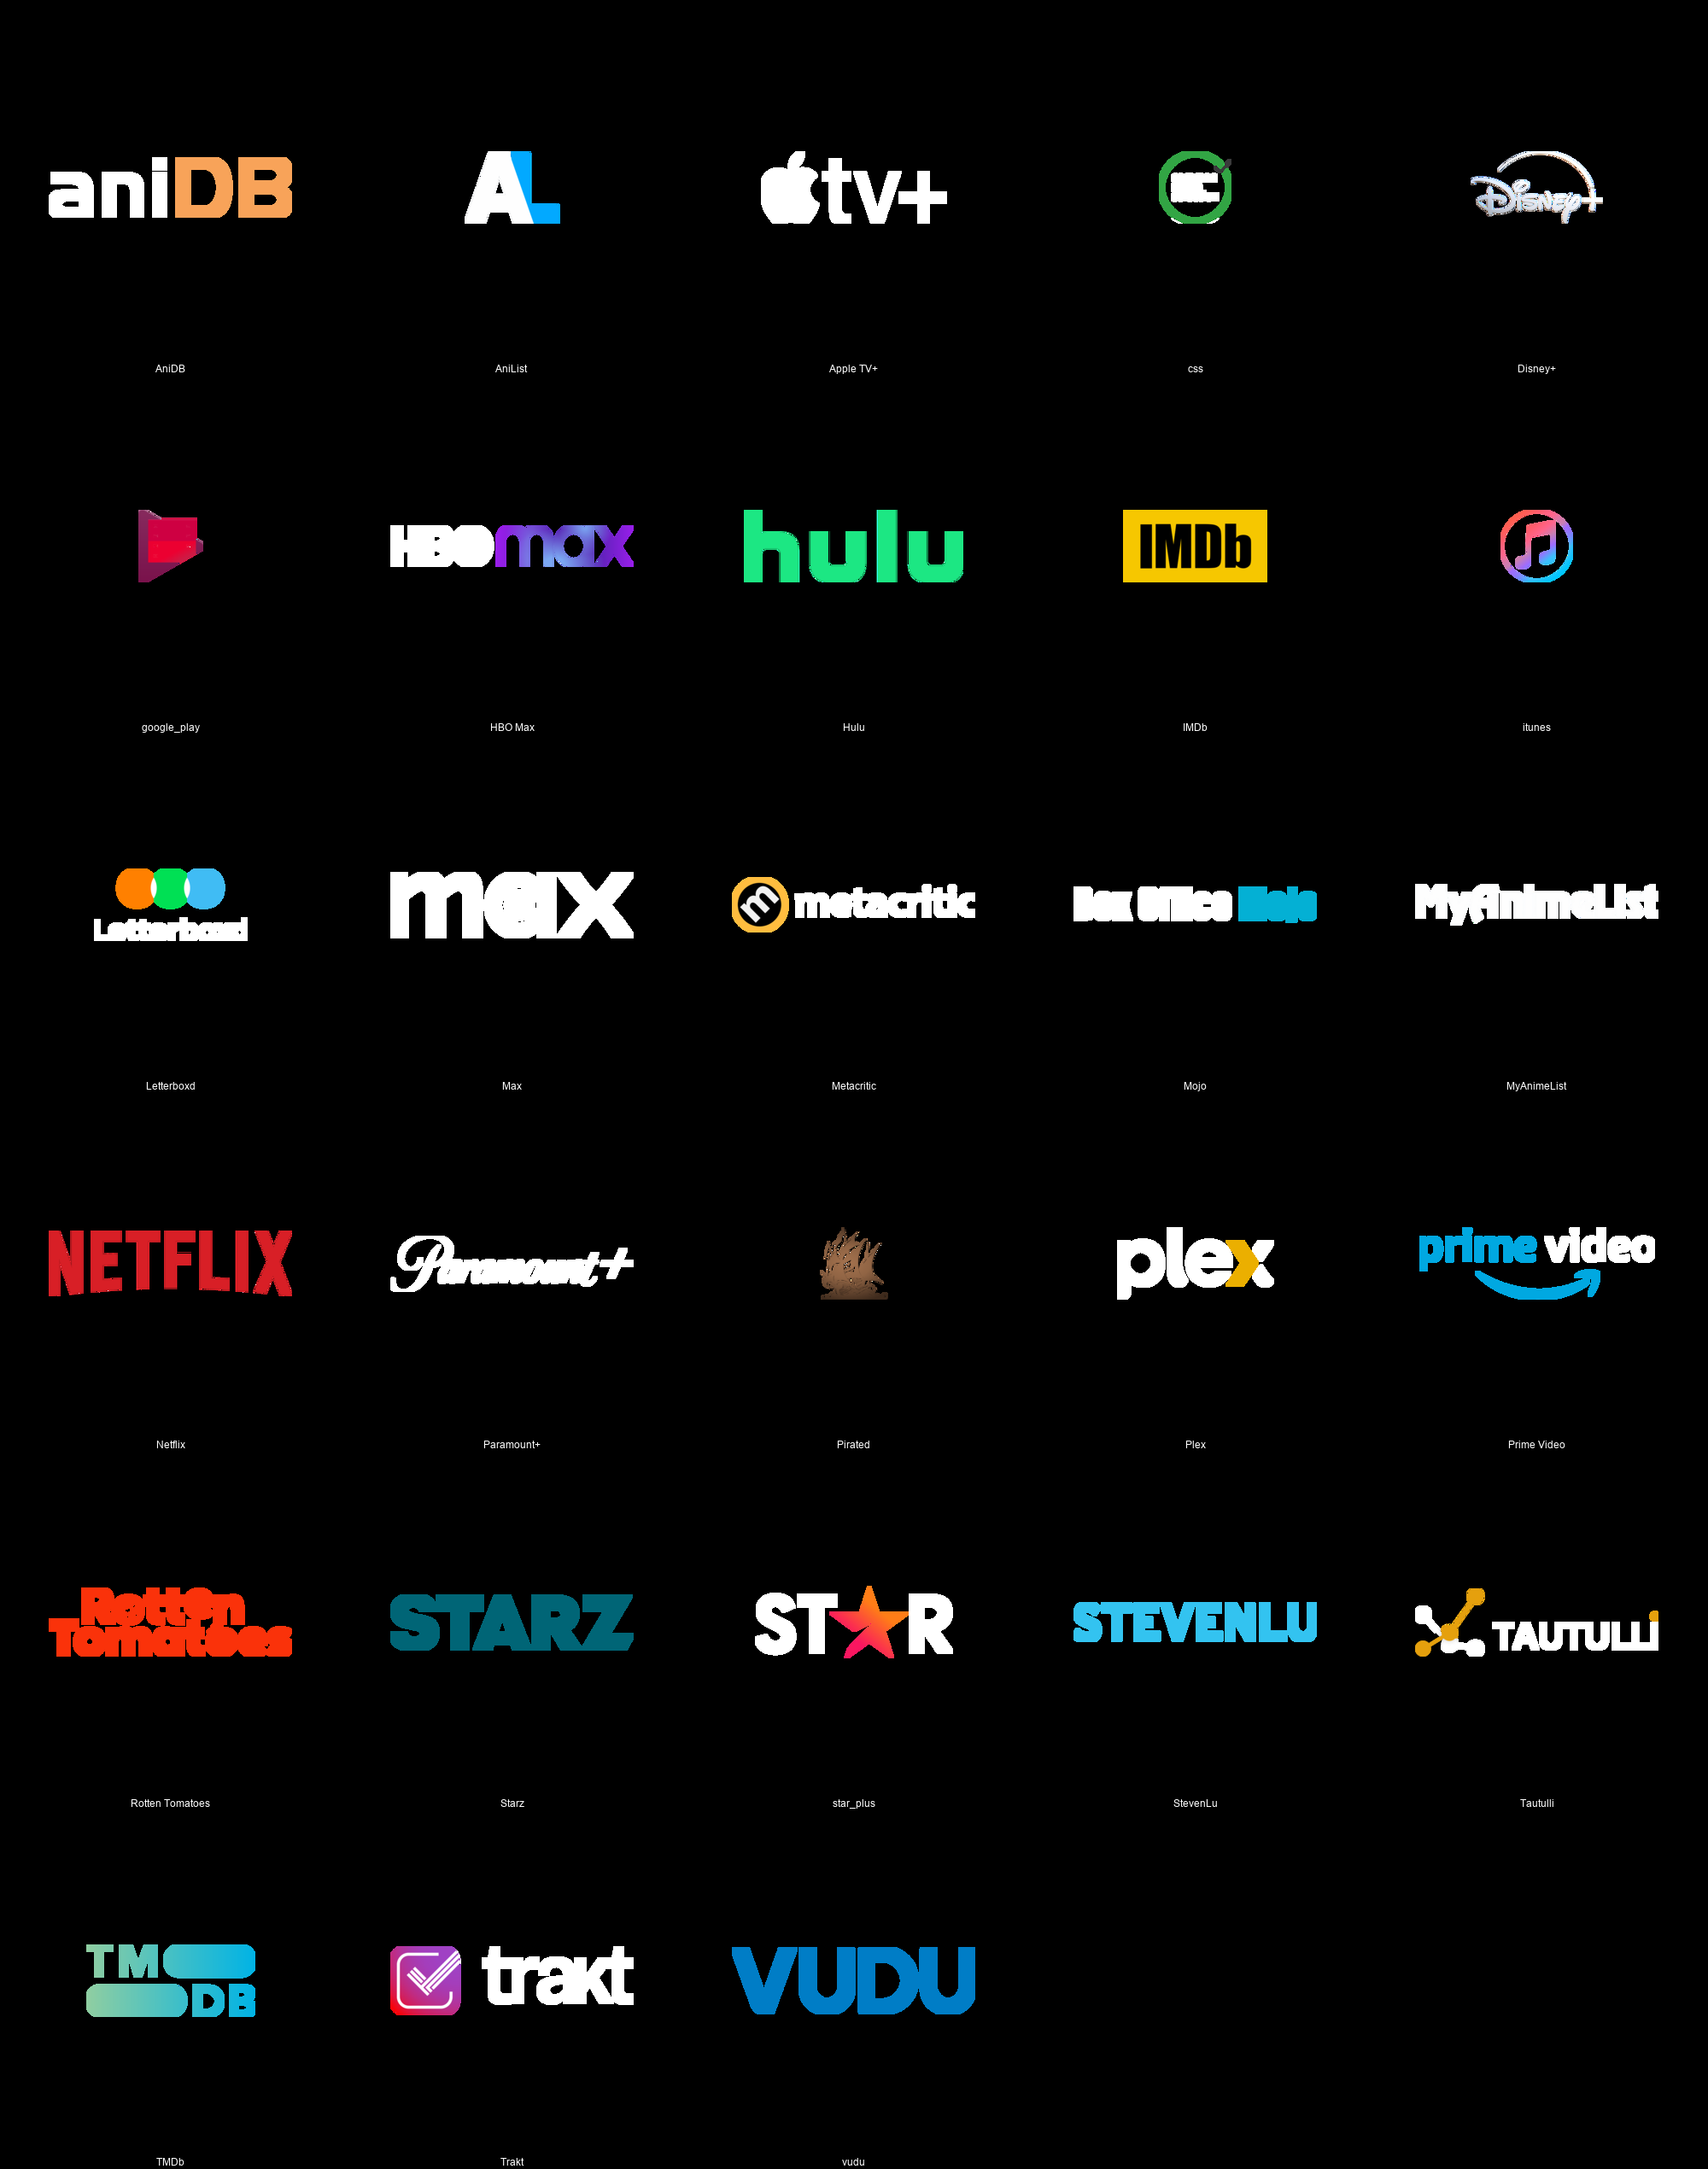 aniDB
AL
tv+
Disney+
AniDB
AniList
Apple TV+
css
Disney+
HBOmax
hulu
IMDb
google_play
HBO Max
Hulu
IMDb
itunes
Letterboxd
max
m metacritic
Box Office Mojo
MyAnimeList
Letterboxd
Max
Metacritic
Mojo
MyAnimeList
NETFLIX
Paramount+
plex
prime video
Netflix
Paramount+
Pirated
Plex
Prime Video
Rotten
Tomatoes
STARZ
STAR
STEVENLU
TAUTULLI
Rotten Tomatoes
Starz
star_plus
StevenLu
Tautulli
TM
DB
trakt
VUDU
TMDb
Trakt
vudu